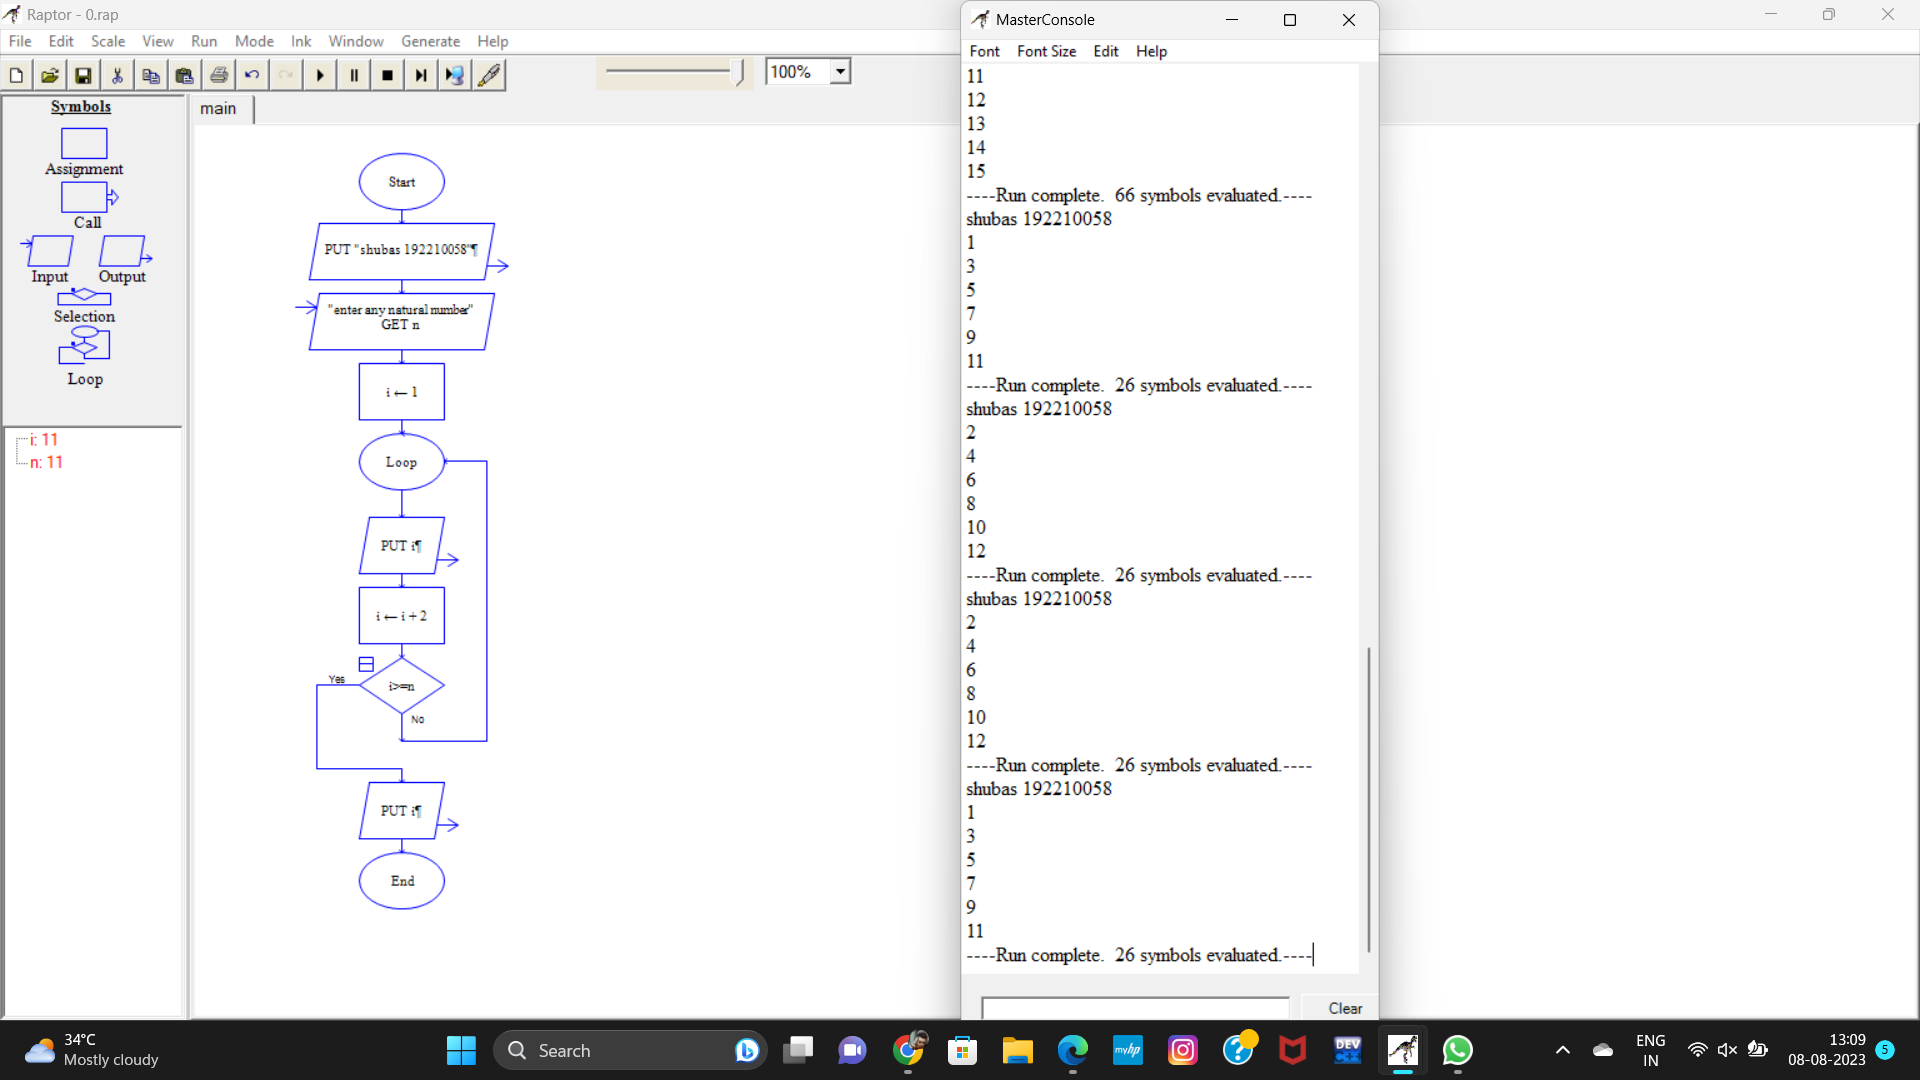 Raptor - 0.rap
File Edit Scale View Run Mode Ink Window Generate Help
100%
Symbols
Assignment
Call
Input Output
Selection
Loop
i: 11
n: 11
main
Start
PUT "shubas 192210058"¶
"enter any natural number"
GET n
i ← 1
Loop
PUT i¶
i ← i + 2
Yes
i>=n
No
PUT i¶
End
MasterConsole
Font Font Size Edit Help
11
12
13
14
15
----Run complete.  66 symbols evaluated.----
shubas 192210058
1
3
5
7
9
11
----Run complete.  26 symbols evaluated.----
shubas 192210058
2
4
6
8
10
12
----Run complete.  26 symbols evaluated.----
shubas 192210058
2
4
6
8
10
12
----Run complete.  26 symbols evaluated.----
shubas 192210058
1
3
5
7
9
11
----Run complete.  26 symbols evaluated.----
Clear
34°C
Mostly cloudy
Search
myhp
DEV
C++
ENG
IN
13:09
08-08-2023
5